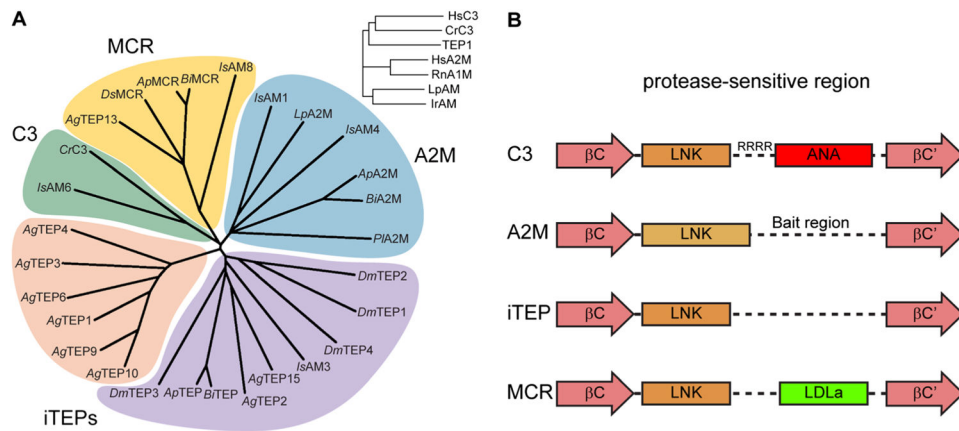 A
MCR
C3
A2M
iTEPs
HsC3
CrC3
TEP1
HsA2M
RnA1M
LpAM
IrAM
IsAM8
BiMCR
ApMCR
DsMCR
AgTEP13
CrC3
IsAM6
AgTEP4
AgTEP3
AgTEP6
AgTEP1
AgTEP9
AgTEP10
DmTEP3
ApTEP
BiTEP
AgTEP2
AgTEP15
IsAM3
DmTEP4
DmTEP1
DmTEP2
PlA2M
BiA2M
ApA2M
IsAM4
LpA2M
IsAM1
B
protease-sensitive region
C3 βC LNK RRRR ANA βC'
A2M βC LNK Bait region βC'
iTEP βC LNK βC'
MCR βC LNK LDLa βC'